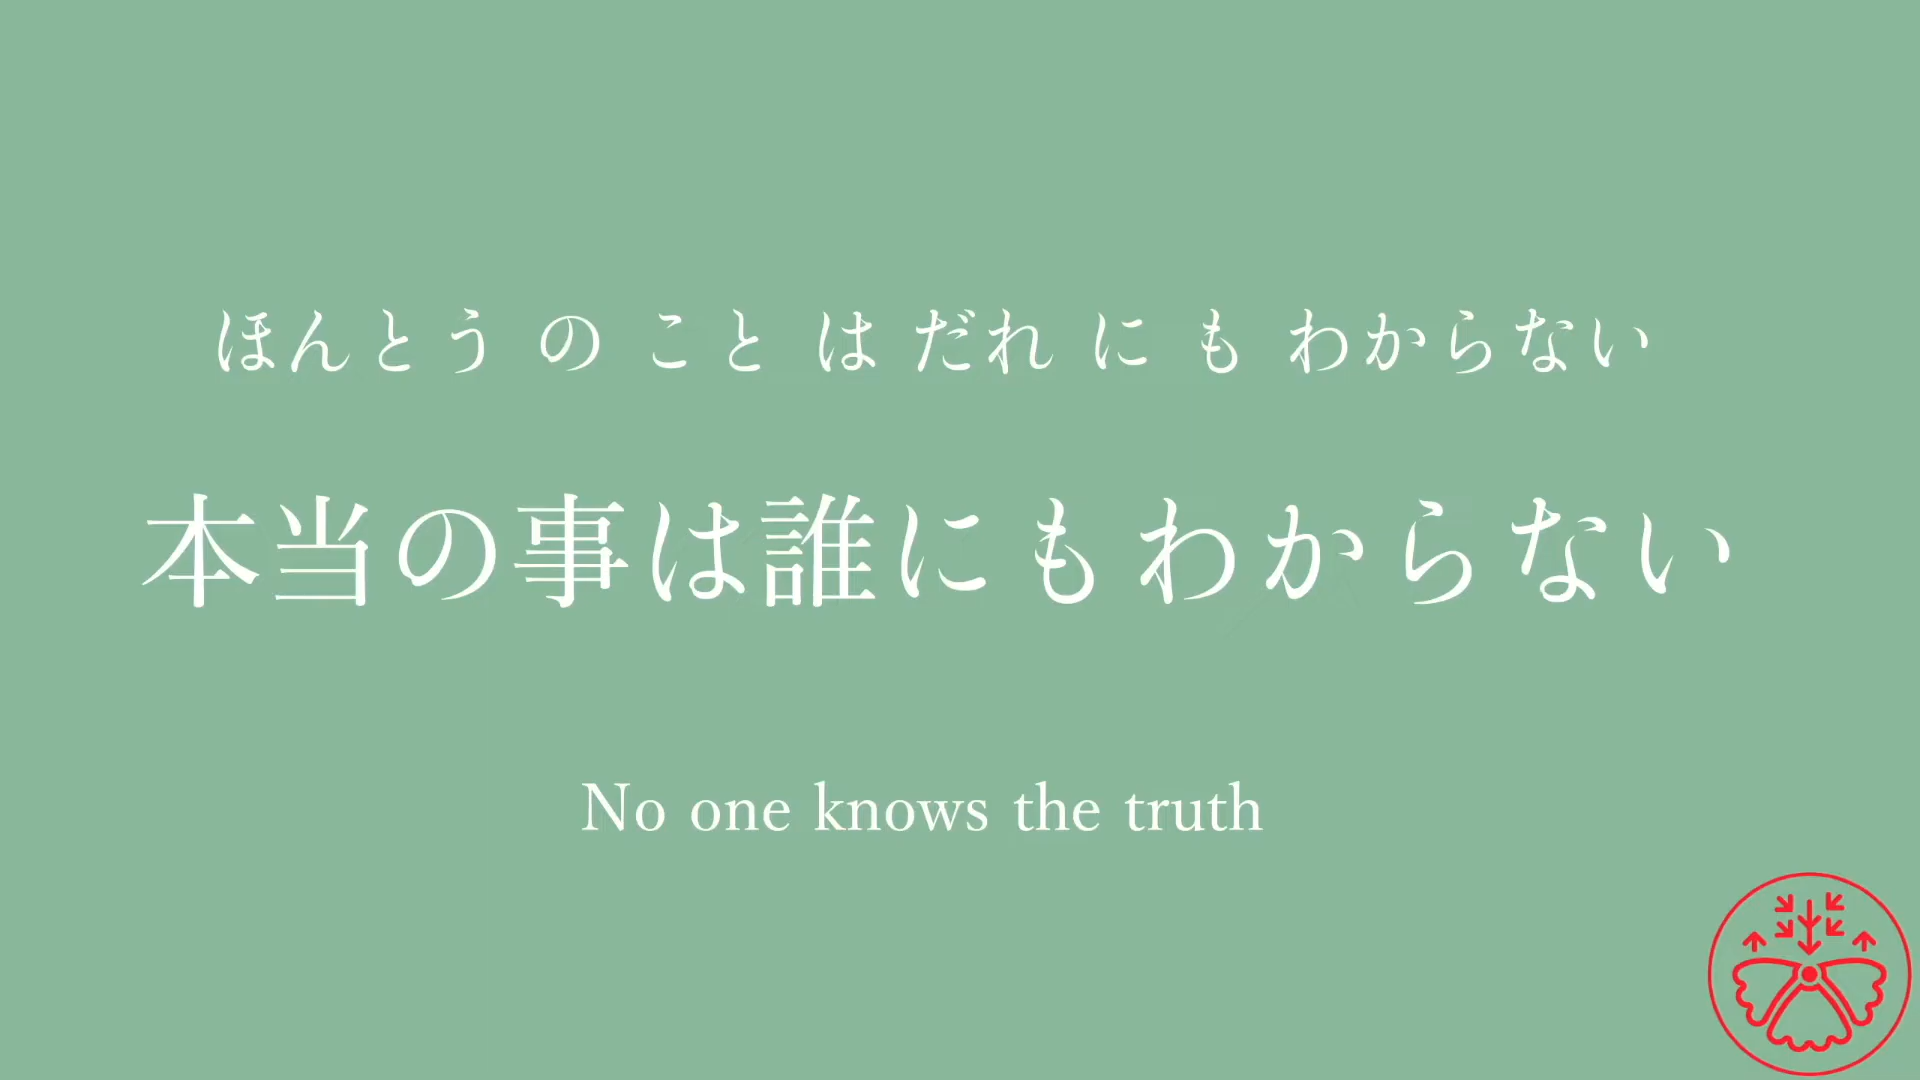 ほんとう の こと は だれ に も わからない
本当の事は誰にもわからない
No one knows the truth